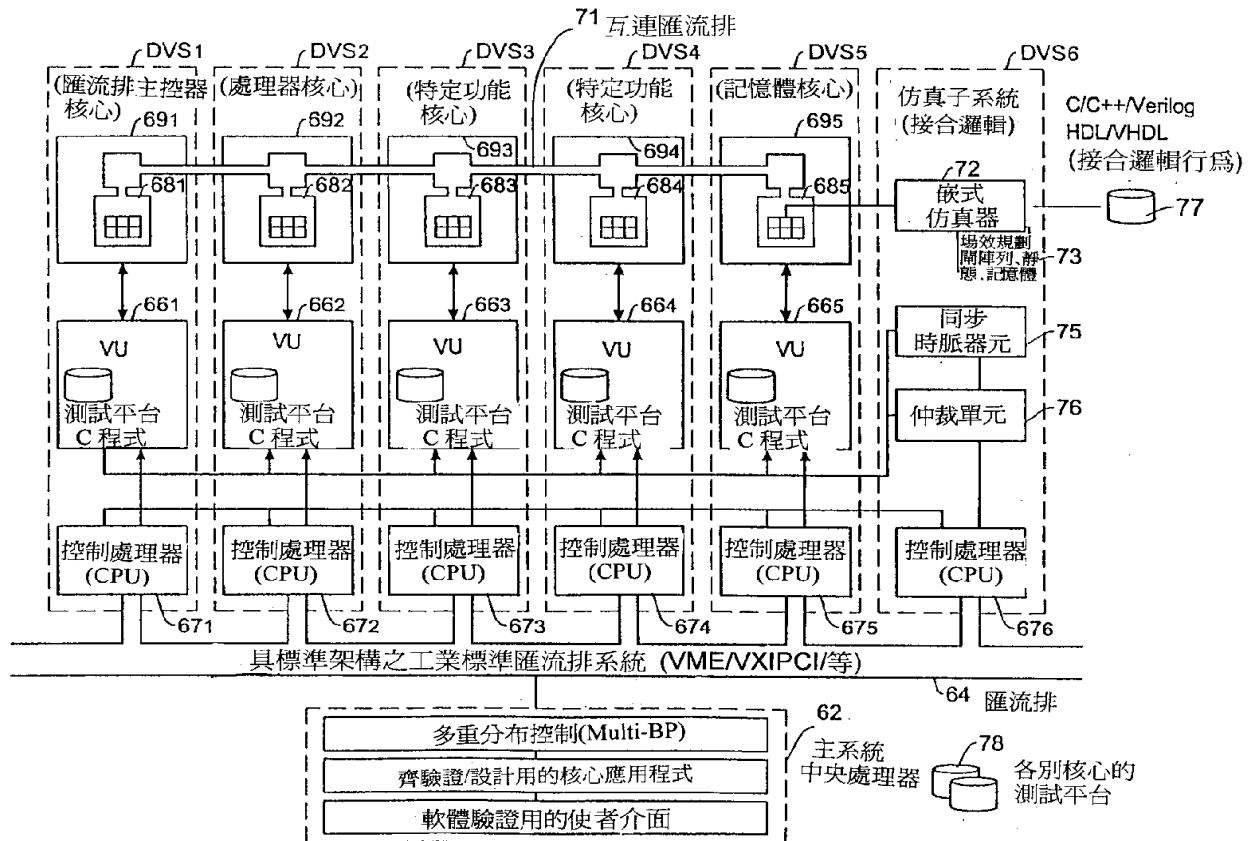 71 互連匯流排
DVS1
DVS2
DVS3
DVS4
DVS5
DVS6
(匯流排主控器
核心)
(處理器核心)
(特定功能
核心)
(特定功能
核心)
(記憶體核心)
仿真子系統
(接合邏輯)
C/C++/Verilog
HDL/VHDL
(接合邏輯行爲)
691
692
693
694
695
681
682
683
684
685
72
嵌式
仿真器
77
場效規劃
閘陣列、靜
態、記憶體
73
661
662
663
664
665
VU
VU
VU
VU
VU
測試平台
C 程式
測試平台
C 程式
測試平台
C 程式
測試平台
C 程式
測試平台
C 程式
同步
時脈器元
75
仲裁單元
76
控制處理器
(CPU)
控制處理器
(CPU)
控制處理器
(CPU)
控制處理器
(CPU)
控制處理器
(CPU)
控制處理器
(CPU)
671
672
673
674
675
676
具標準架構之工業標準匯流排系統 (VME/VXIPCI/等)
64 匯流排
多重分布控制(Multi-BP)
齊驗證/設計用的核心應用程式
軟體驗證用的使者介面
62
主系統
中央處理器
78
各別核心的
測試平台